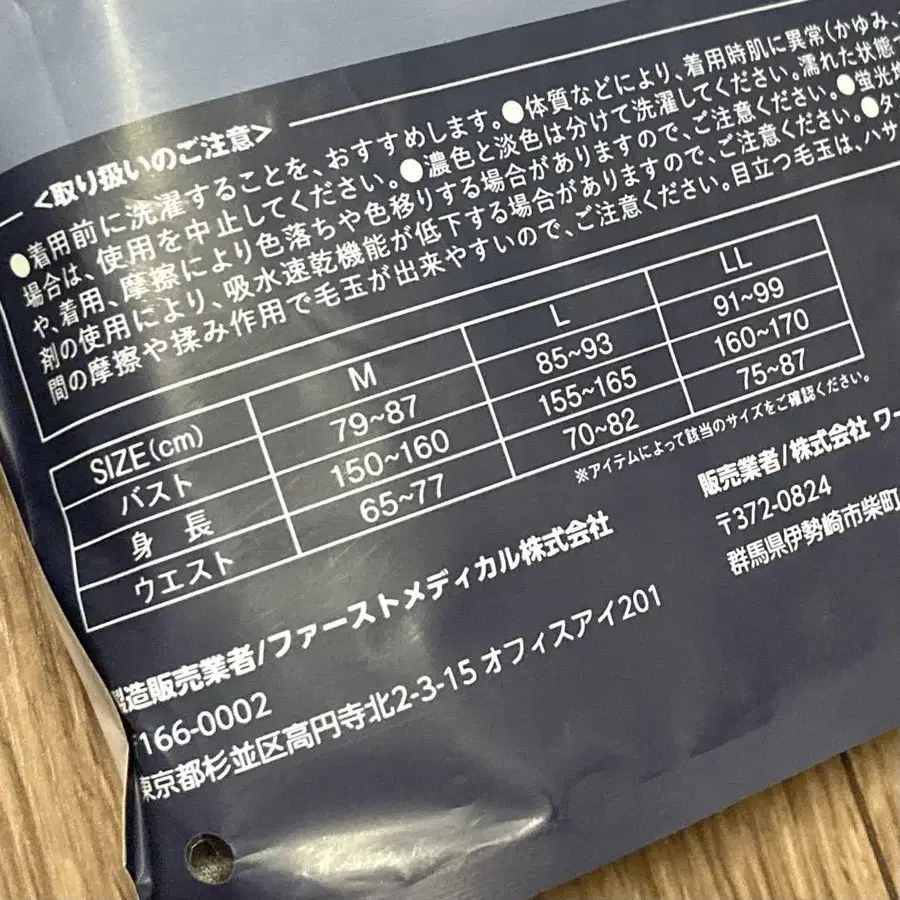 <取り扱いのご注意>
●着用前に洗濯することを、おすすめします。●体質などにより、着用時肌に異常(かゆみ、
場合は、使用を中止してください。●濃色と淡色は分けて洗濯してください。濡れた状態で
や、着用、摩擦により色落ちや色移りする場合がありますので、ご注意ください。●蛍光増
剤の使用により、吸水速乾機能が低下する場合がありますので、ご注意ください。●タ
間の摩擦や揉み作用で毛玉が出来やすいので、ご注意ください。目立つ毛玉は、ハサ
SIZE(cm) M L LL
バスト 79~87 85~93 91~99
身長 150~160 155~165 160~170
ウエスト 65~77 70~82 75~87
※アイテムによって該当のサイズをご確認ください。
製造販売業者/ファーストメディカル株式会社
166-0002
東京都杉並区高円寺北2-3-15 オフィスアイ201
販売業者/株式会社 ワー
〒372-0824
群馬県伊勢崎市柴町